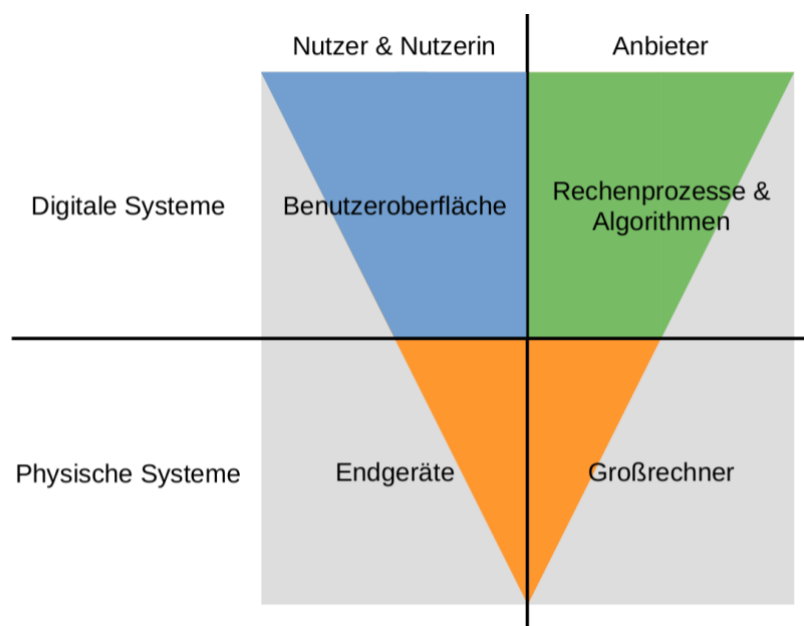 Nutzer & Nutzerin
Anbieter
Digitale Systeme
Benutzeroberfläche
Rechenprozesse &
Algorithmen
Physische Systeme
Endgeräte
Großrechner